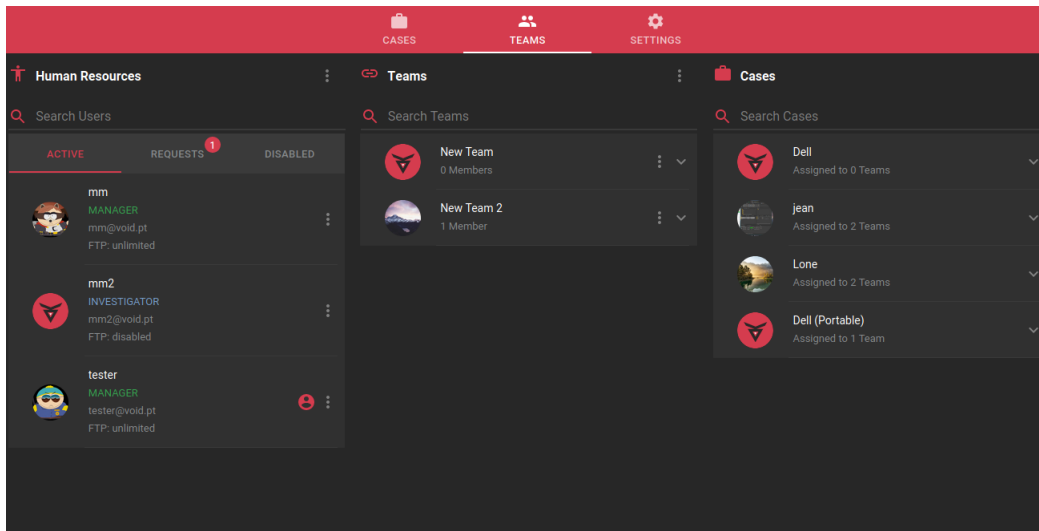 CASES
TEAMS
SETTINGS
Human Resources
Search Users
ACTIVE
REQUESTS
1
DISABLED
mm
MANAGER
mm@void.pt
FTP: unlimited
mm2
INVESTIGATOR
mm2@void.pt
FTP: disabled
tester
MANAGER
tester@void.pt
FTP: unlimited
Teams
Search Teams
New Team
0 Members
New Team 2
1 Member
Cases
Search Cases
Dell
Assigned to 0 Teams
jean
Assigned to 2 Teams
Lone
Assigned to 2 Teams
Dell (Portable)
Assigned to 1 Team